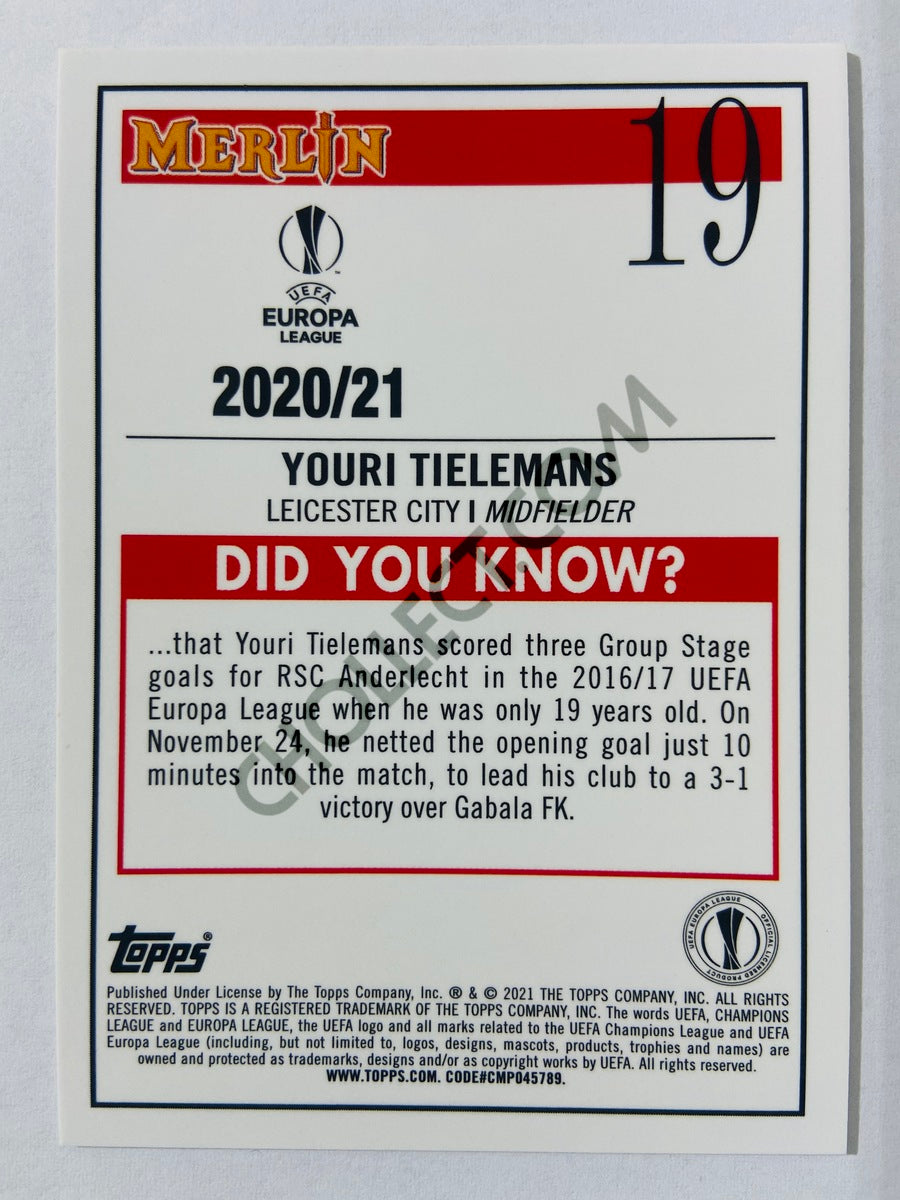 MERLIN
19
UEFA
EUROPA
LEAGUE
2020/21
YOURI TIELEMANS
LEICESTER CITY | MIDFIELDER
DID YOU KNOW?
...that Youri Tielemans scored three Group Stage
goals for RSC Anderlecht in the 2016/17 UEFA
Europa League when he was only 19 years old. On
November 24, he netted the opening goal just 10
minutes into the match, to lead his club to a 3-1
victory over Gabala FK.
CHOLLECT.COM
topps®
UEFA EUROPA LEAGUE
OFFICIAL LICENSED PRODUCT
Published Under License by The Topps Company, Inc. ® & © 2021 THE TOPPS COMPANY, INC. ALL RIGHTS
RESERVED. TOPPS IS A REGISTERED TRADEMARK OF THE TOPPS COMPANY, INC. The words UEFA, CHAMPIONS
LEAGUE and EUROPA LEAGUE, the UEFA logo and all marks related to the UEFA Champions League and UEFA
Europa League (including, but not limited to, logos, designs, mascots, products, trophies and names) are
owned and protected as trademarks, designs and/or as copyright works by UEFA. All rights reserved.
WWW.TOPPS.COM. CODE#CMP045789.